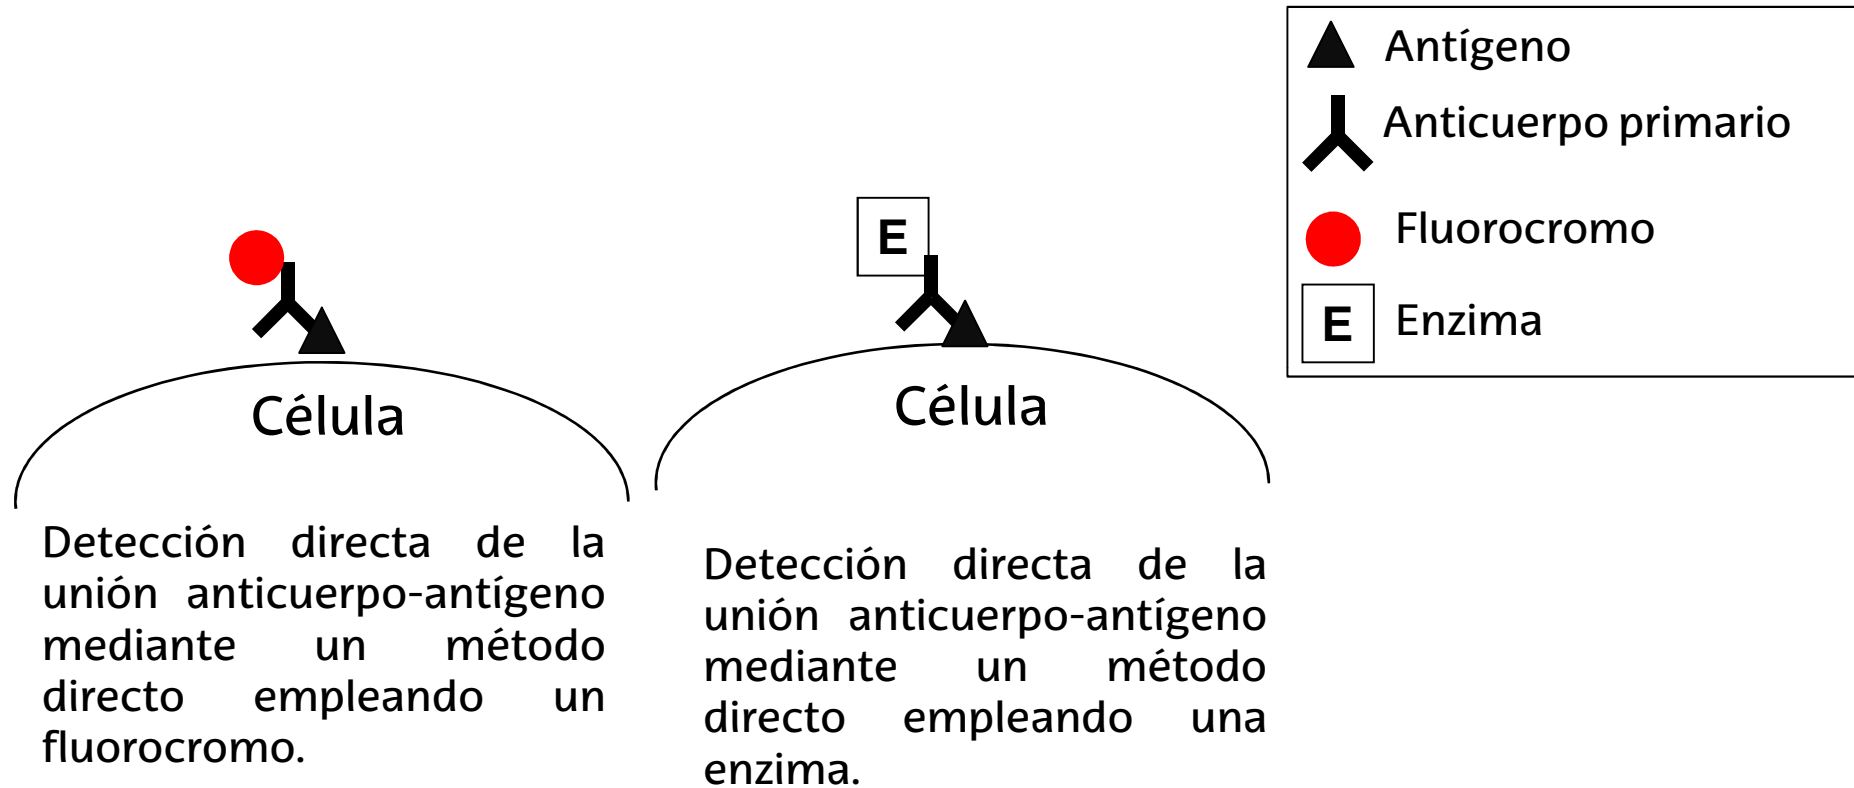 Antígeno
Anticuerpo primario
Fluorocromo
E Enzima
E
Célula
Célula
Detección directa de la
unión anticuerpo-antígeno
mediante un método
directo empleando un
fluorocromo.
Detección directa de la
unión anticuerpo-antígeno
mediante un método
directo empleando una
enzima.